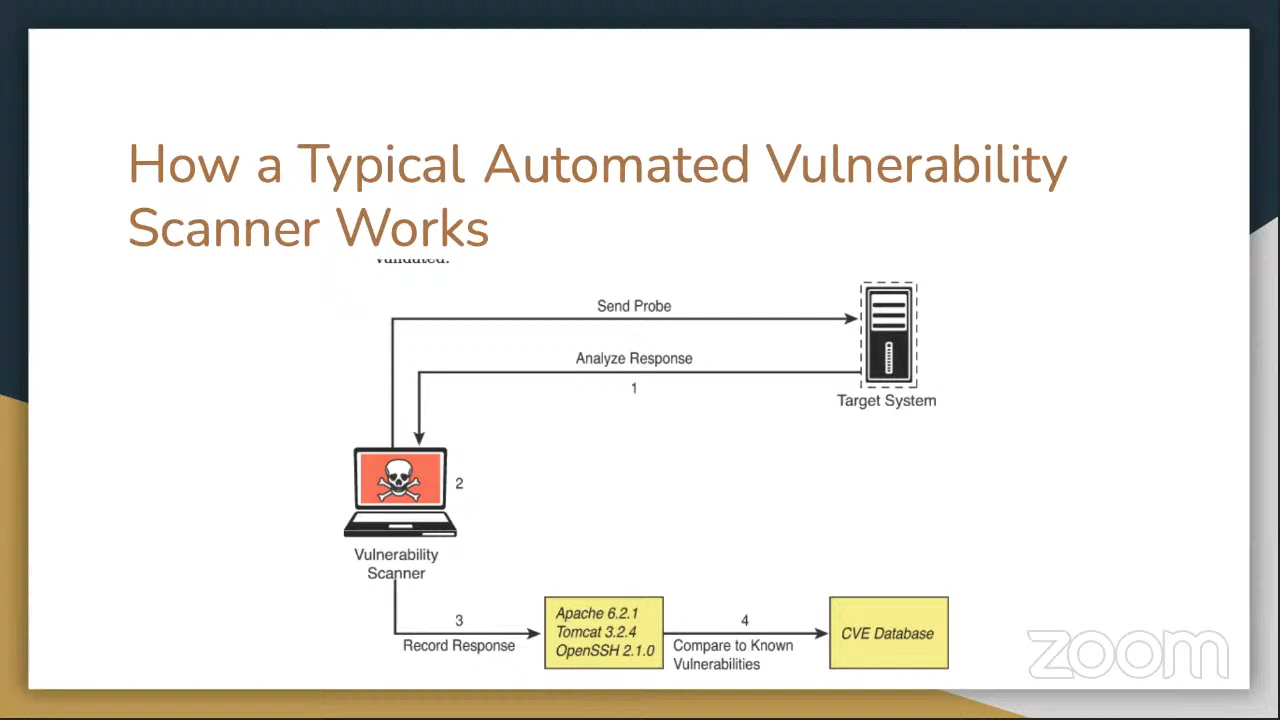 How a Typical Automated Vulnerability
Scanner Works
validated.
Send Probe
Analyze Response
1
Target System
2
Vulnerability
Scanner
3
Record Response
Apache 6.2.1
Tomcat 3.2.4
OpenSSH 2.1.0
4
Compare to Known
Vulnerabilities
CVE Database
zoom